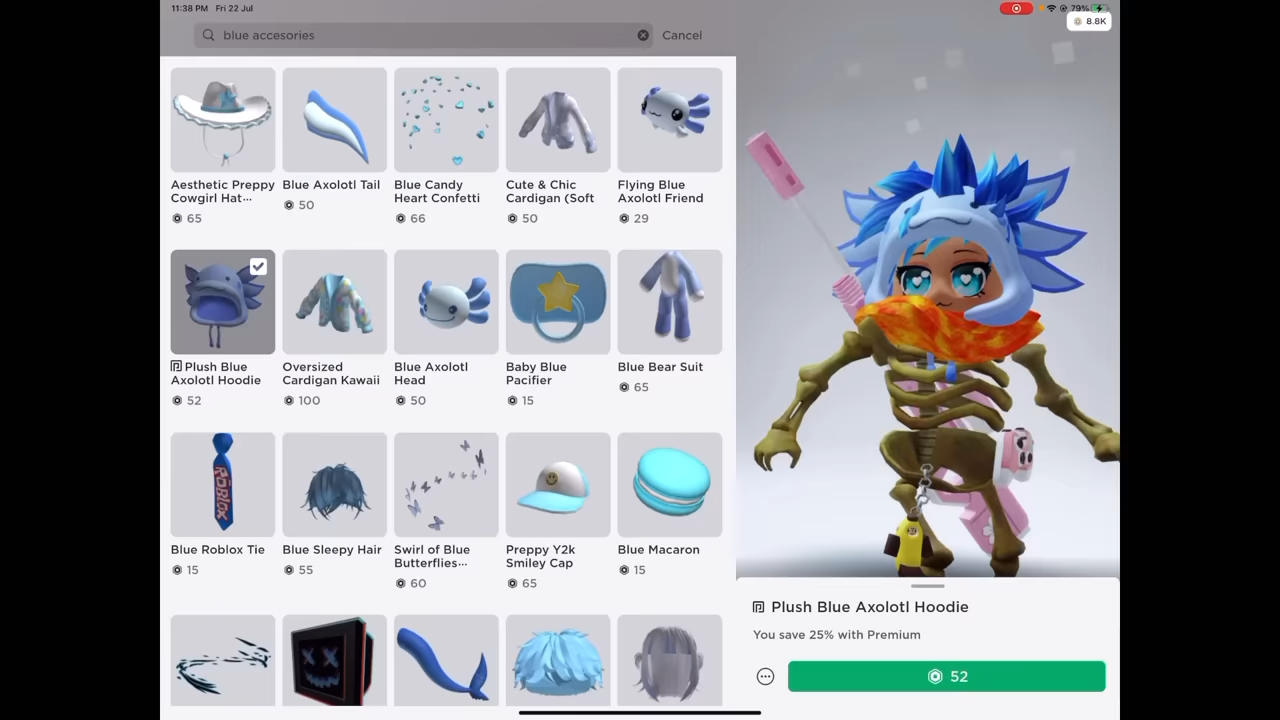 11:38 PM Fri 22 Jul
79%
8.8K
blue accesories
Cancel
Aesthetic Preppy
Cowgirl Hat...
65
Blue Axolotl Tail
50
Blue Candy
Heart Confetti
66
Cute & Chic
Cardigan (Soft
50
Flying Blue
Axolotl Friend
29
Plush Blue
Axolotl Hoodie
52
Oversized
Cardigan Kawaii
100
Blue Axolotl
Head
50
Baby Blue
Pacifier
15
Blue Bear Suit
65
ROBLOX
Blue Roblox Tie
15
Blue Sleepy Hair
55
Swirl of Blue
Butterflies...
60
Preppy Y2k
Smiley Cap
65
Blue Macaron
15
Plush Blue Axolotl Hoodie
You save 25% with Premium
52